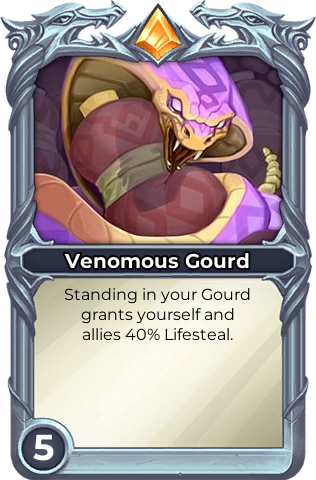 Venomous Gourd
Standing in your Gourd
grants yourself and
allies 40% Lifesteal.
5